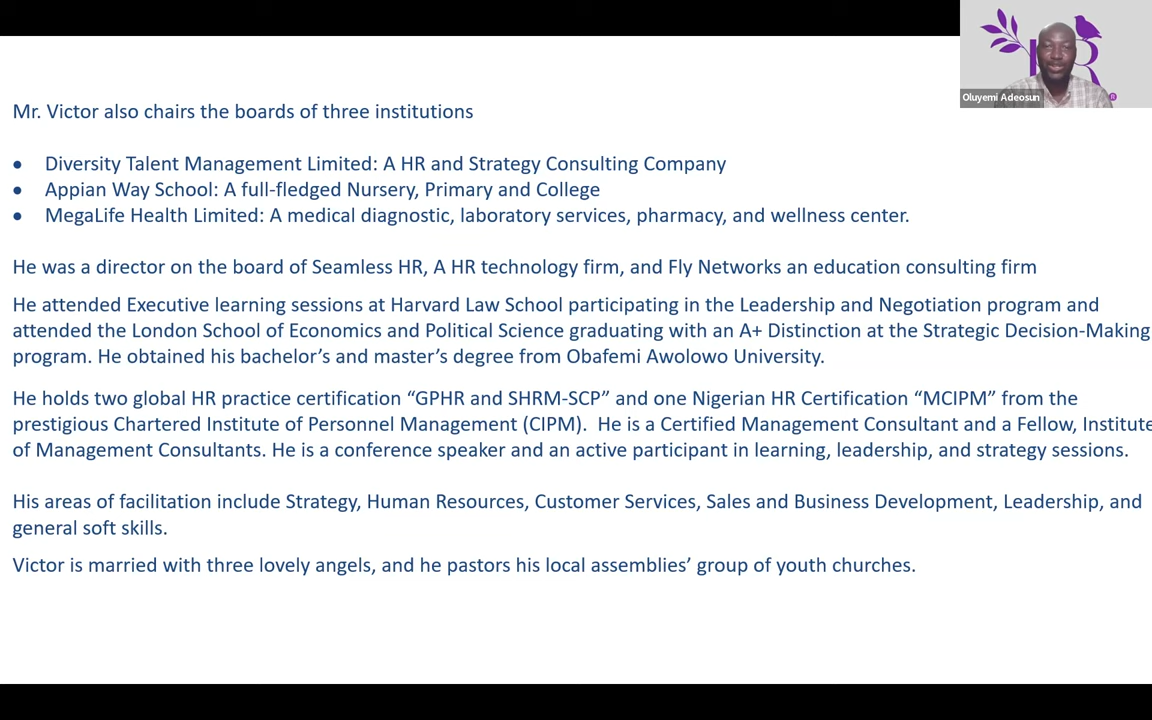 Mr. Victor also chairs the boards of three institutions
• Diversity Talent Management Limited: A HR and Strategy Consulting Company
• Appian Way School: A full-fledged Nursery, Primary and College
• MegaLife Health Limited: A medical diagnostic, laboratory services, pharmacy, and wellness center.
He was a director on the board of Seamless HR, A HR technology firm, and Fly Networks an education consulting firm
He attended Executive learning sessions at Harvard Law School participating in the Leadership and Negotiation program and
attended the London School of Economics and Political Science graduating with an A+ Distinction at the Strategic Decision-Making
program. He obtained his bachelor’s and master’s degree from Obafemi Awolowo University.
He holds two global HR practice certification “GPHR and SHRM-SCP” and one Nigerian HR Certification “MCIPM” from the
prestigious Chartered Institute of Personnel Management (CIPM).  He is a Certified Management Consultant and a Fellow, Institute
of Management Consultants. He is a conference speaker and an active participant in learning, leadership, and strategy sessions.
His areas of facilitation include Strategy, Human Resources, Customer Services, Sales and Business Development, Leadership, and
general soft skills.
Victor is married with three lovely angels, and he pastors his local assemblies’ group of youth churches.
Oluyemi Adeosun